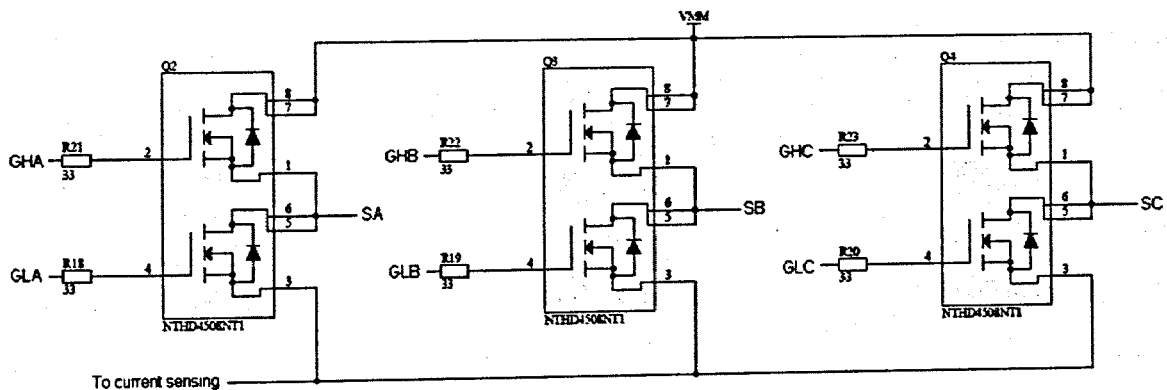 VMM
Q2
8
7
R21
GHA
33
2
1
6
SA
5
R18
GLA
33
4
3
NTHD4508NT1
Q3
8
7
R22
GHB
33
2
1
6
SB
5
R19
GLB
33
4
3
NTHD4508NT1
Q4
8
7
R23
GHC
33
2
1
6
SC
5
R20
GLC
33
4
3
NTHD4508NT1
To current sensing